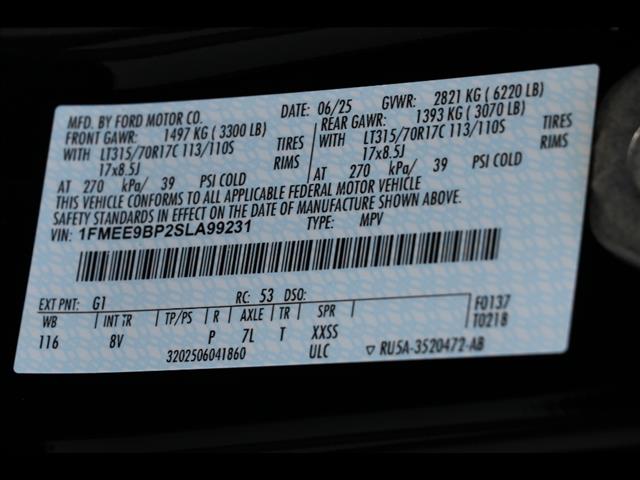 MFD. BY FORD MOTOR CO. DATE: 06/25 GVWR: 2821 KG ( 6220 LB)
FRONT GAWR: 1497 KG ( 3300 LB) REAR GAWR: 1393 KG ( 3070 LB)
WITH LT315/70R17C 113/110S TIRES WITH LT315/70R17C 113/110S TIRES
17x8.5J RIMS 17x8.5J RIMS
AT 270 kPa/ 39 PSI COLD AT 270 kPa/ 39 PSI COLD
THIS VEHICLE CONFORMS TO ALL APPLICABLE FEDERAL MOTOR VEHICLE
SAFETY STANDARDS IN EFFECT ON THE DATE OF MANUFACTURE SHOWN ABOVE.
VIN: 1FMEE9BP2SLA99231 TYPE: MPV
EXT PNT: G1 RC: 53 DSO: F0137
WB INT TR TP/PS R AXLE TR SPR T0218
116 8V P 7L T XXSS
3202506041860 ULC ▽ RU5A-3520472-AB